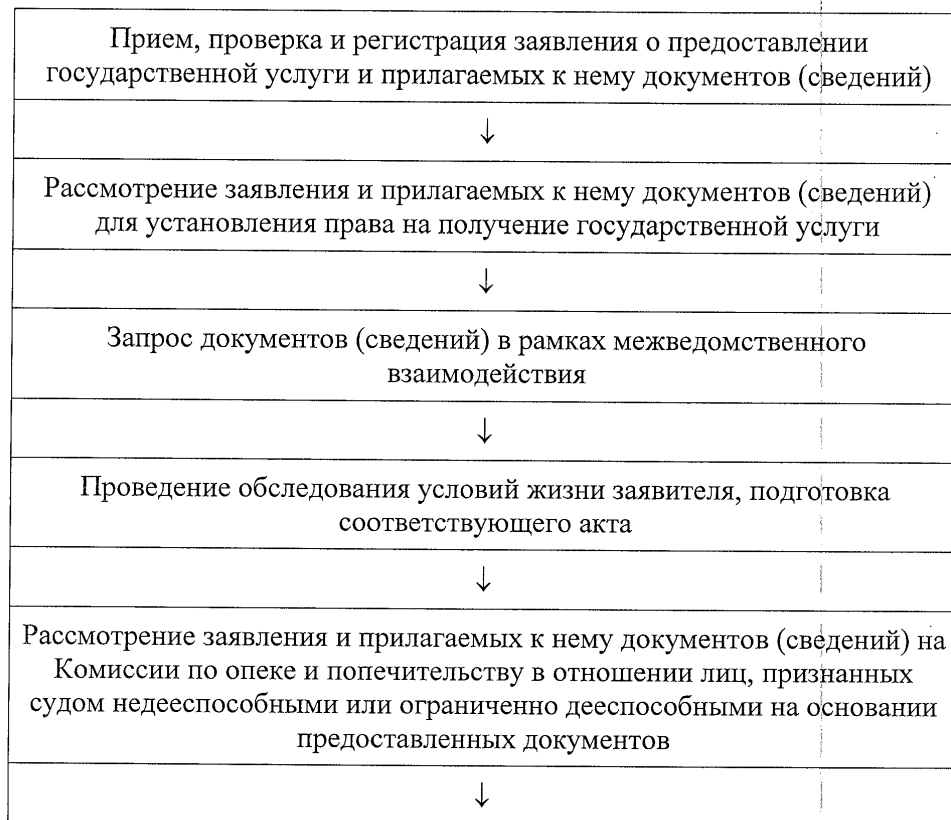 Прием, проверка и регистрация заявления о предоставлении
государственной услуги и прилагаемых к нему документов (сведений)
↓
Рассмотрение заявления и прилагаемых к нему документов (сведений)
для установления права на получение государственной услуги
↓
Запрос документов (сведений) в рамках межведомственного
взаимодействия
↓
Проведение обследования условий жизни заявителя, подготовка
соответствующего акта
↓
Рассмотрение заявления и прилагаемых к нему документов (сведений) на
Комиссии по опеке и попечительству в отношении лиц, признанных
судом недееспособными или ограниченно дееспособными на основании
предоставленных документов
↓